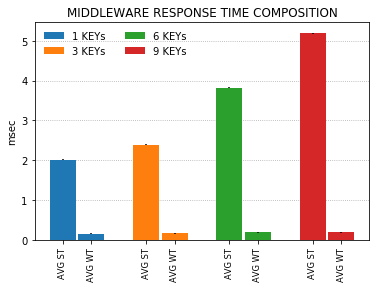 MIDDLEWARE RESPONSE TIME COMPOSITION
1 KEYs
3 KEYs
6 KEYs
9 KEYs
msec
5
4
3
2
1
0
AVG ST
AVG WT
AVG ST
AVG WT
AVG ST
AVG WT
AVG ST
AVG WT